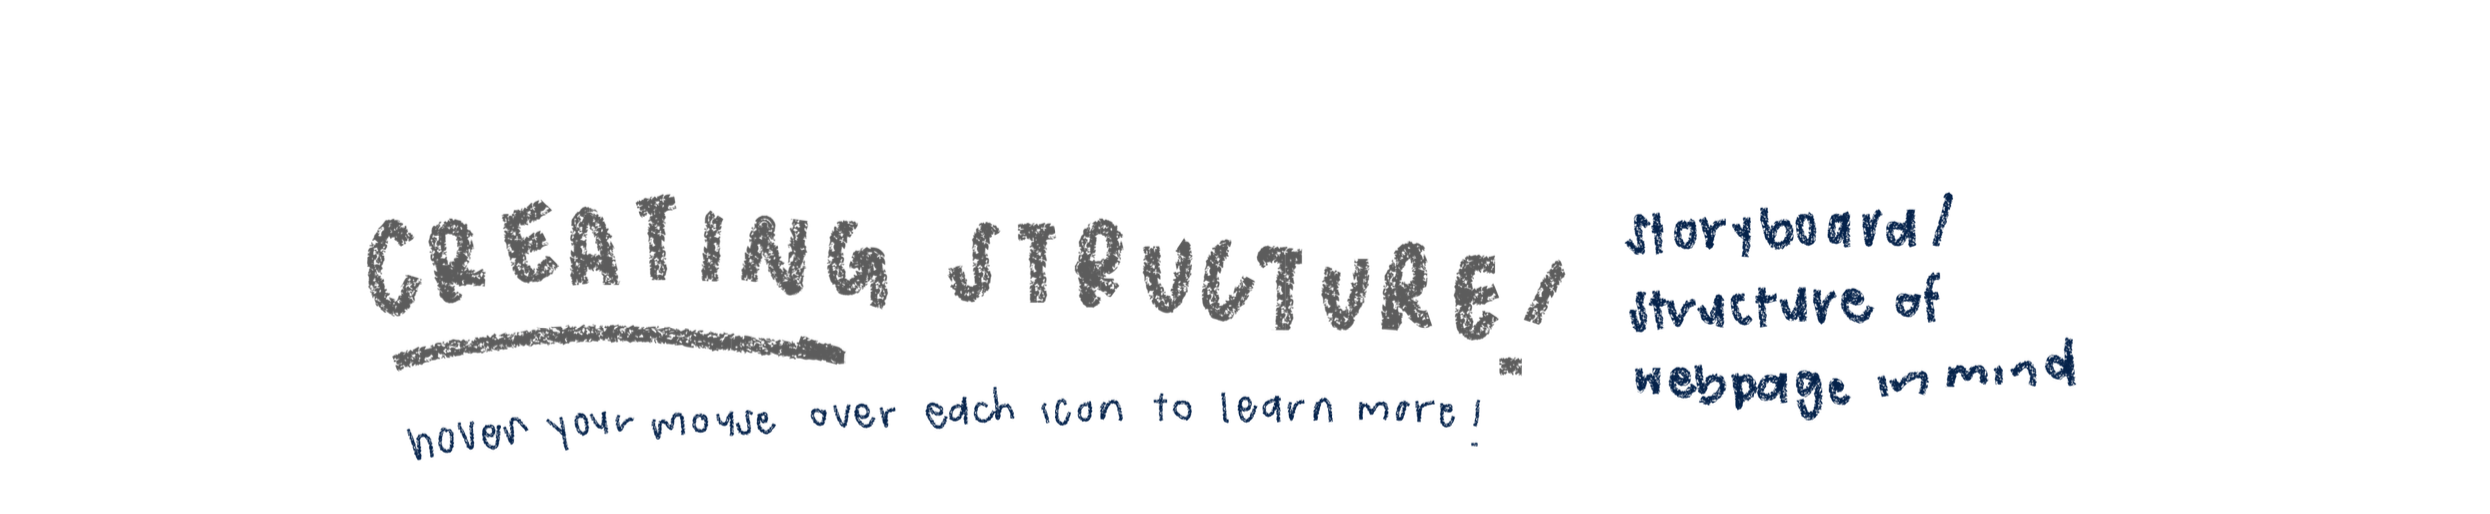 CREATING STRUCTURE!
hover your mouse over each icon to learn more!
storyboard/
structure of
webpage in mind